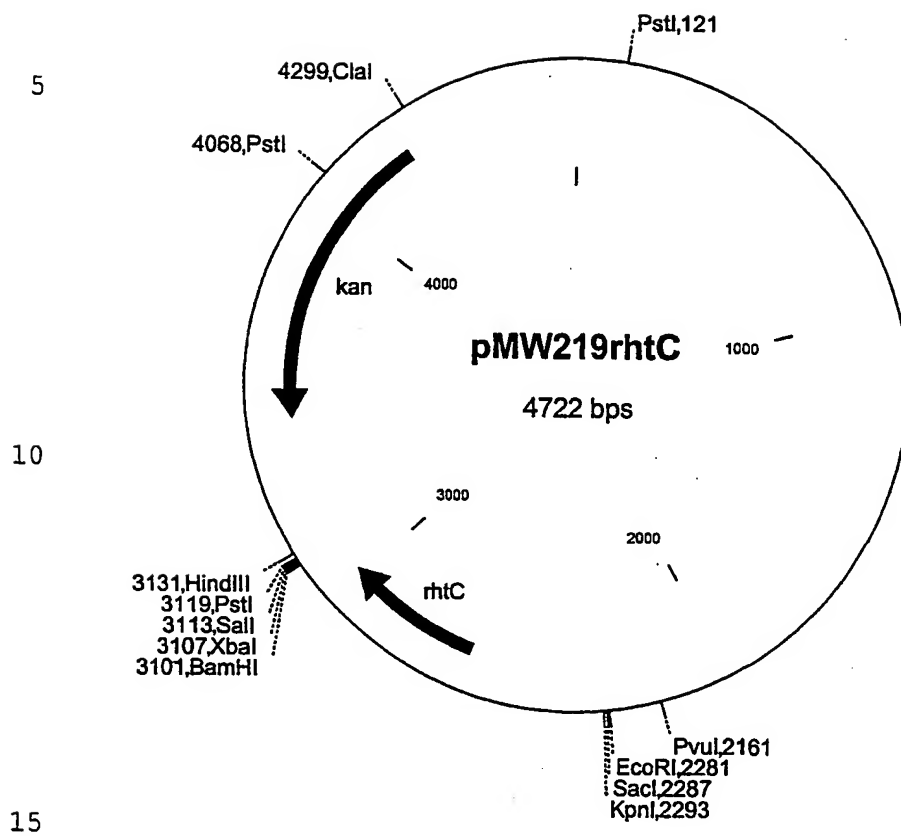 PstI,121
5
4299,ClaI
4068,PstI
kan
4000
pMW219rhtC
1000
4722 bps
10
3000
2000
3131,HindIII
3119,PstI
3113,SalI
3107,XbaI
3101,BamHI
rhtC
PvuI,2161
EcoRI,2281
SacI,2287
KpnI,2293
15